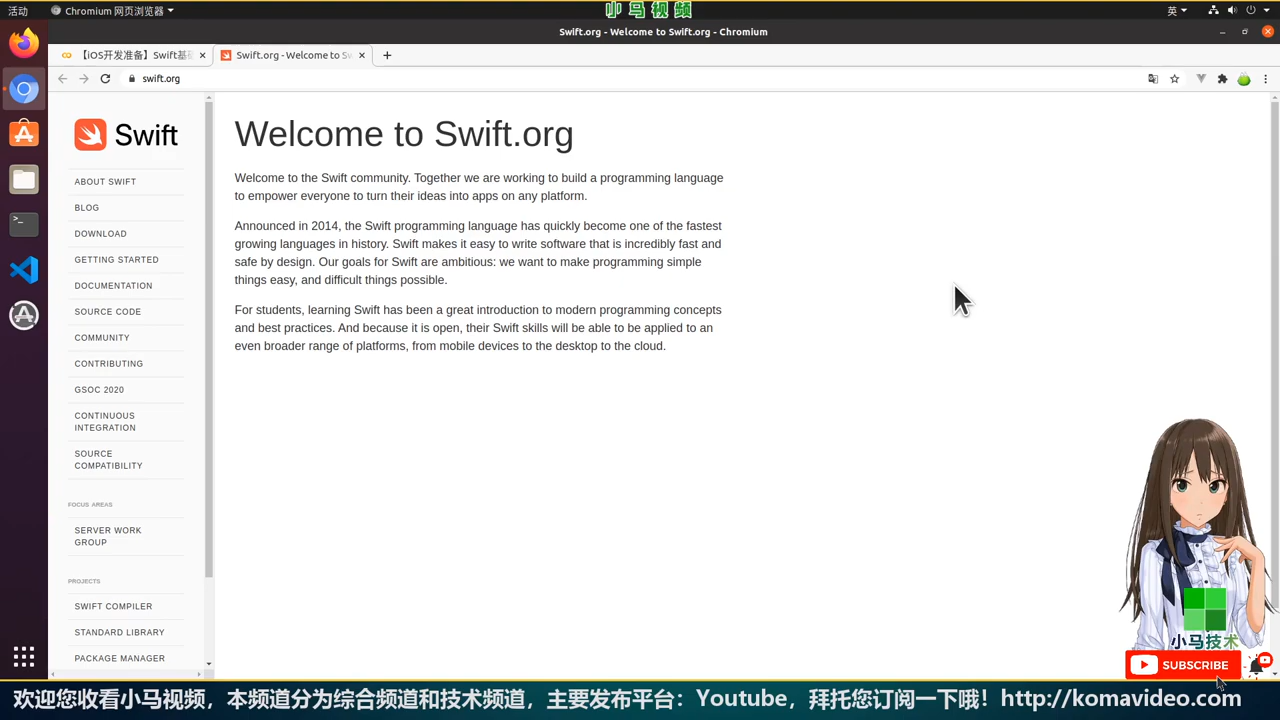 活动
Chromium 网页浏览器
小马视频
英
Swift.org - Welcome to Swift.org - Chromium
【iOS开发准备】Swift基
Swift.org - Welcome to Sw
swift.org
Swift
ABOUT SWIFT
BLOG
DOWNLOAD
GETTING STARTED
DOCUMENTATION
SOURCE CODE
COMMUNITY
CONTRIBUTING
GSOC 2020
CONTINUOUS
INTEGRATION
SOURCE
COMPATIBILITY
FOCUS AREAS
SERVER WORK
GROUP
PROJECTS
SWIFT COMPILER
STANDARD LIBRARY
PACKAGE MANAGER
Welcome to Swift.org
Welcome to the Swift community. Together we are working to build a programming language
to empower everyone to turn their ideas into apps on any platform.
Announced in 2014, the Swift programming language has quickly become one of the fastest
growing languages in history. Swift makes it easy to write software that is incredibly fast and
safe by design. Our goals for Swift are ambitious: we want to make programming simple
things easy, and difficult things possible.
For students, learning Swift has been a great introduction to modern programming concepts
and best practices. And because it is open, their Swift skills will be able to be applied to an
even broader range of platforms, from mobile devices to the desktop to the cloud.
小马技术
SUBSCRIBE
欢迎您收看小马视频，本频道分为综合频道和技术频道，主要发布平台：Youtube，拜托您订阅一下哦！http://komavideo.com